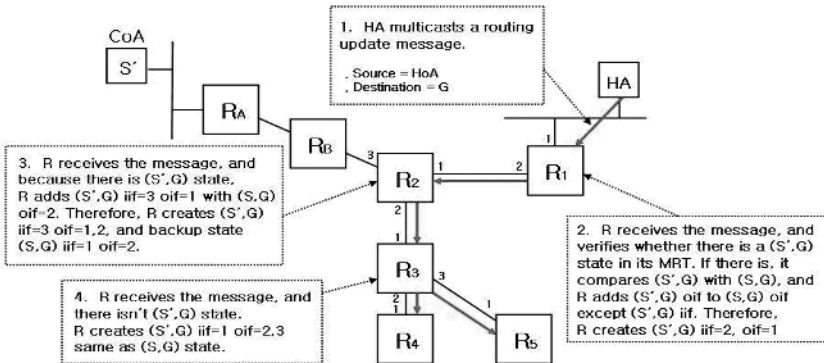 1. HA multicasts a routing
update message.
. Source = HoA
. Destination = G
CoA
S′
HA
RA
RB
1
3
1
2
R2
R1
3. R receives the message, and
because there is (S′,G) state,
R adds (S′,G) iif=3 oif=1 with (S,G)
oif=2. Therefore, R creates (S′,G)
iif=3 oif=1,2, and backup state
(S,G) iif=1 oif=2.
2
1
2. R receives the message, and
verifies whether there is a (S′,G)
state in its MRT. If there is, it
compares (S′,G) with (S,G), and
R adds (S′,G) oif to (S,G) oif
except (S′,G) iif. Therefore,
R creates (S′,G) iif=2, oif=1
R3
3
2
1
1
4. R receives the message, and
there isn't (S′,G) state.
R creates (S′,G) iif=1 oif=2,3
same as (S,G) state.
R4
R5